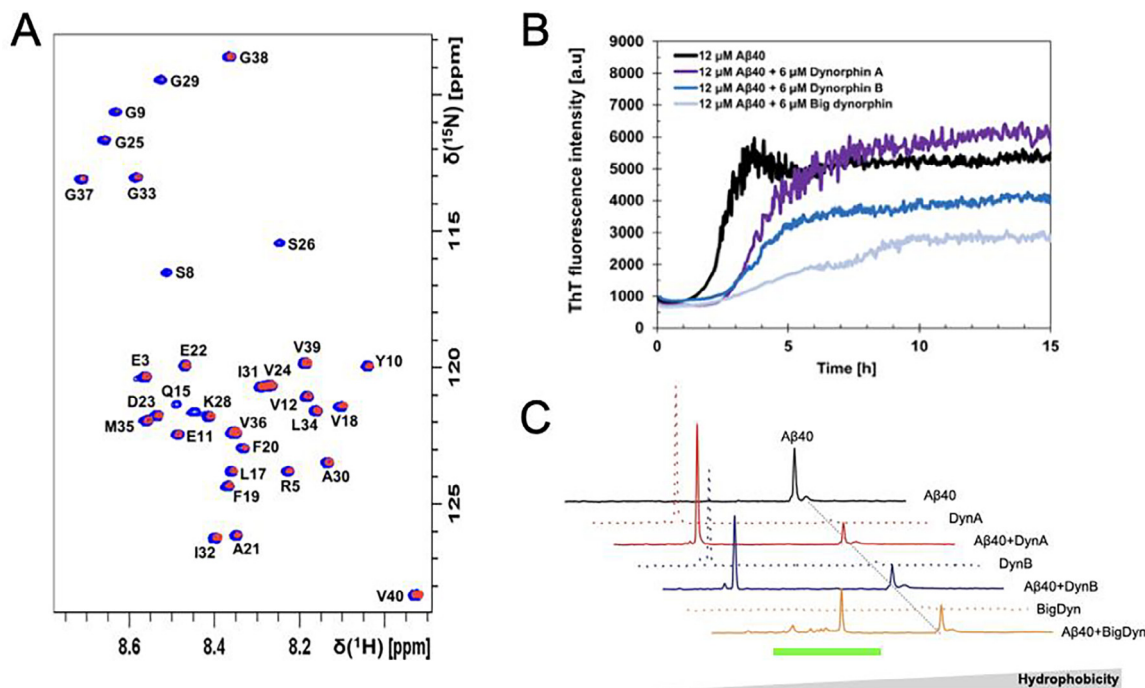 A
G38
G29
G9
G25
G37
G33
S26
S8
E3
E22
V39
Y10
I31
V24
D23
Q15
K28
V12
L34
V18
M35
V36
E11
F20
L17
R5
A30
F19
I32
A21
V40
115
120
125
δ(¹⁵N) [ppm]
8.6
8.4
8.2
δ(¹H) [ppm]
B
9000
8000
7000
6000
5000
4000
3000
2000
1000
0
ThT fluorescence intensity [a.u]
12 µM Aβ40
12 µM Aβ40 + 6 µM Dynorphin A
12 µM Aβ40 + 6 µM Dynorphin B
12 µM Aβ40 + 6 µM Big dynorphin
0
5
10
15
Time [h]
C
Aβ40
Aβ40
DynA
Aβ40+DynA
DynB
Aβ40+DynB
BigDyn
Aβ40+BigDyn
Hydrophobicity